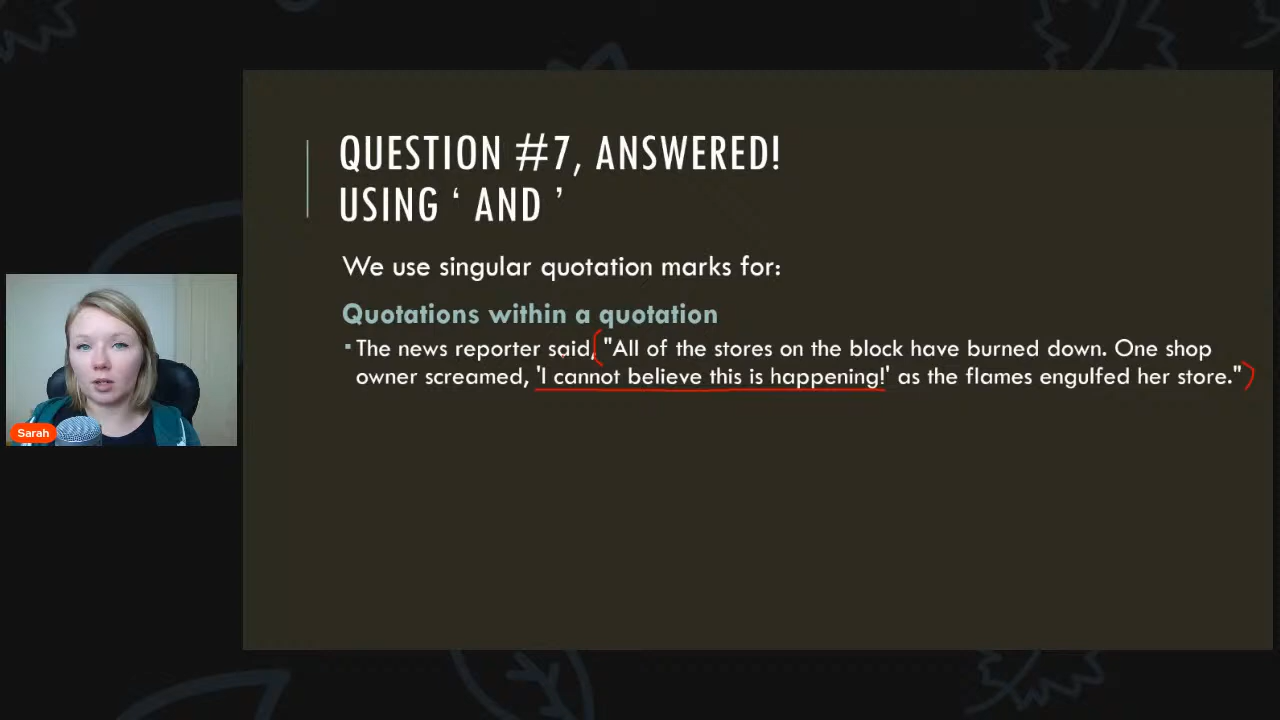 QUESTION #7, ANSWERED!
USING ‘ AND ’
We use singular quotation marks for:
Quotations within a quotation
▪ The news reporter said, "All of the stores on the block have burned down. One shop
owner screamed, 'I cannot believe this is happening!' as the flames engulfed her store."
Sarah